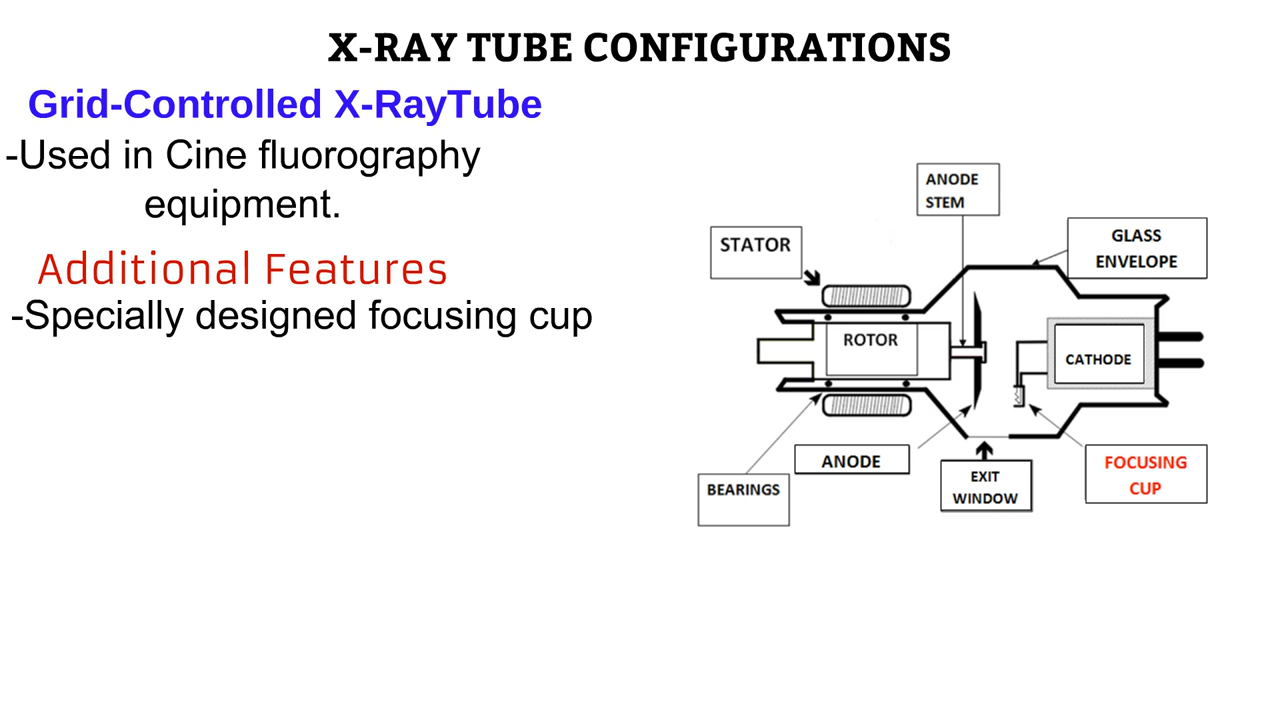 X-RAY TUBE CONFIGURATIONS
Grid-Controlled X-RayTube
-Used in Cine fluorography
equipment.
Additional Features
-Specially designed focusing cup
ANODE
STEM
STATOR
GLASS
ENVELOPE
ROTOR
CATHODE
ANODE
BEARINGS
EXIT
WINDOW
FOCUSING
CUP